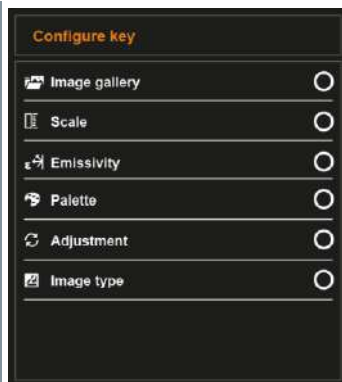 Configure key
Image gallery
Scale
ε Emissivity
Palette
Adjustment
Image type